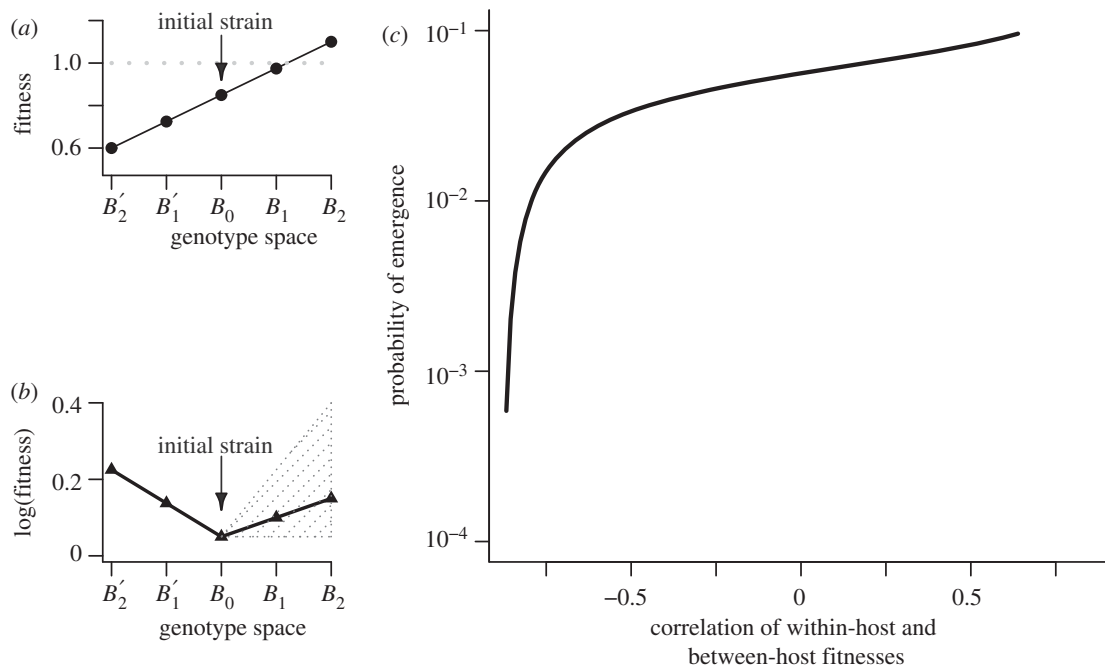 (a)
initial strain
1.0
0.6
fitness
B′2 B′1 B0 B1 B2
genotype space
(b)
0.4
0.2
0
log(fitness)
initial strain
B′2 B′1 B0 B1 B2
genotype space
(c)
10−1
10−2
10−3
10−4
probability of emergence
−0.5 0 0.5
correlation of within-host and
between-host fitnesses